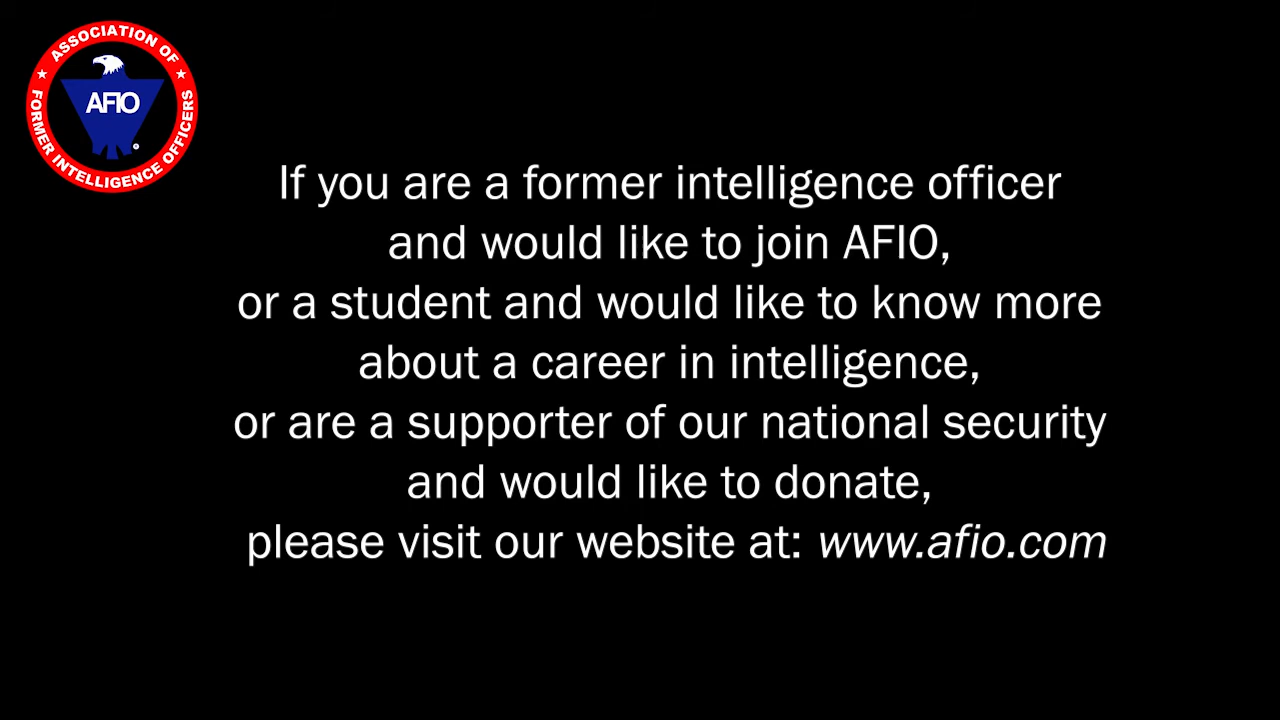 ASSOCIATION OF
FORMER INTELLIGENCE OFFICERS
AFIO
If you are a former intelligence officer
and would like to join AFIO,
or a student and would like to know more
about a career in intelligence,
or are a supporter of our national security
and would like to donate,
please visit our website at: www.afio.com